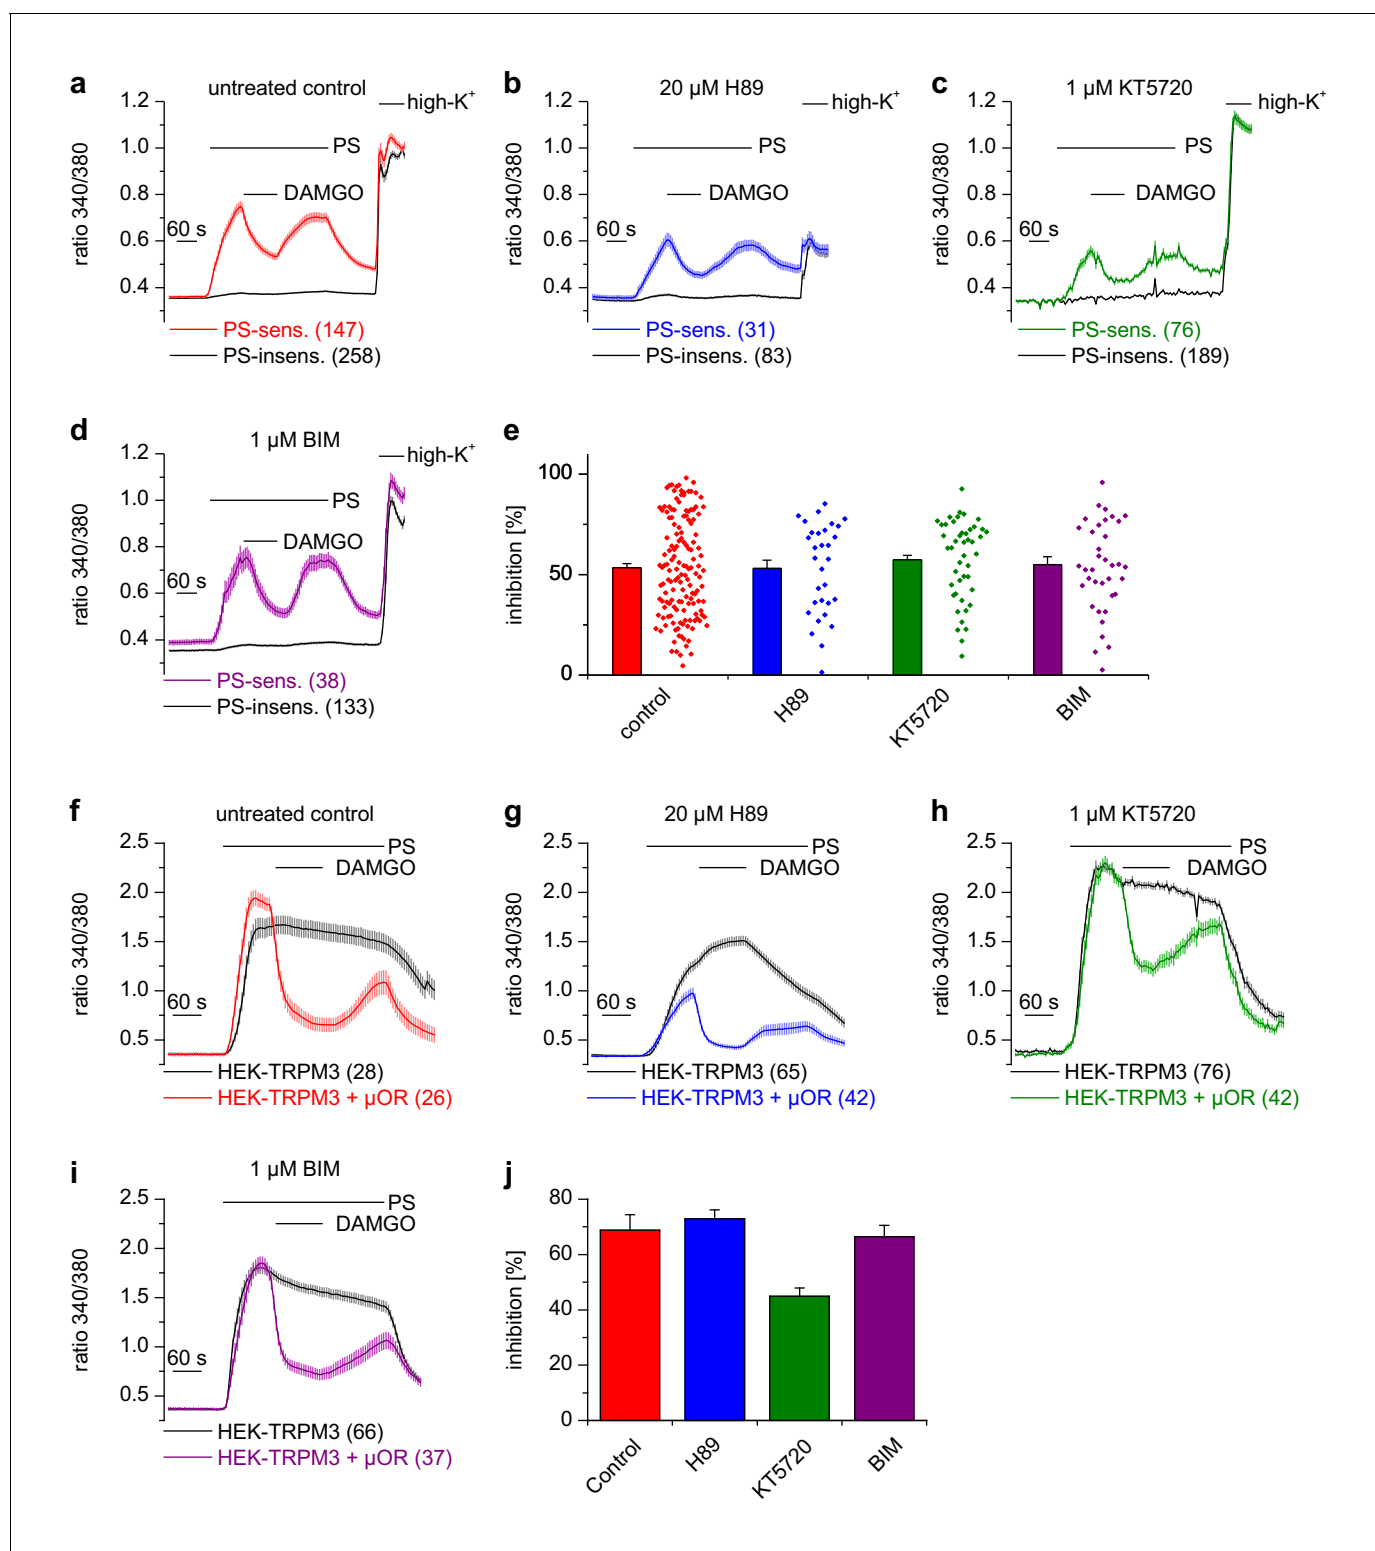 a
untreated control
1.2
1.0
0.8
0.6
0.4
ratio 340/380
high-K⁺
PS
DAMGO
60 s
PS-sens. (147)
PS-insens. (258)
b
20 µM H89
1.2
1.0
0.8
0.6
0.4
ratio 340/380
high-K⁺
PS
DAMGO
60 s
PS-sens. (31)
PS-insens. (83)
c
1 µM KT5720
1.2
1.0
0.8
0.6
0.4
ratio 340/380
high-K⁺
PS
DAMGO
60 s
PS-sens. (76)
PS-insens. (189)
d
1 µM BIM
1.2
1.0
0.8
0.6
0.4
ratio 340/380
high-K⁺
PS
DAMGO
60 s
PS-sens. (38)
PS-insens. (133)
e
100
50
0
inhibition [%]
control
H89
KT5720
BIM
f
untreated control
2.5
2.0
1.5
1.0
0.5
ratio 340/380
PS
DAMGO
60 s
HEK-TRPM3 (28)
HEK-TRPM3 + µOR (26)
g
20 µM H89
2.5
2.0
1.5
1.0
0.5
ratio 340/380
PS
DAMGO
60 s
HEK-TRPM3 (65)
HEK-TRPM3 + µOR (42)
h
1 µM KT5720
2.5
2.0
1.5
1.0
0.5
ratio 340/380
PS
DAMGO
60 s
HEK-TRPM3 (76)
HEK-TRPM3 + µOR (42)
i
1 µM BIM
2.5
2.0
1.5
1.0
0.5
ratio 340/380
PS
DAMGO
60 s
HEK-TRPM3 (66)
HEK-TRPM3 + µOR (37)
j
80
60
40
20
0
inhibition [%]
Control
H89
KT5720
BIM